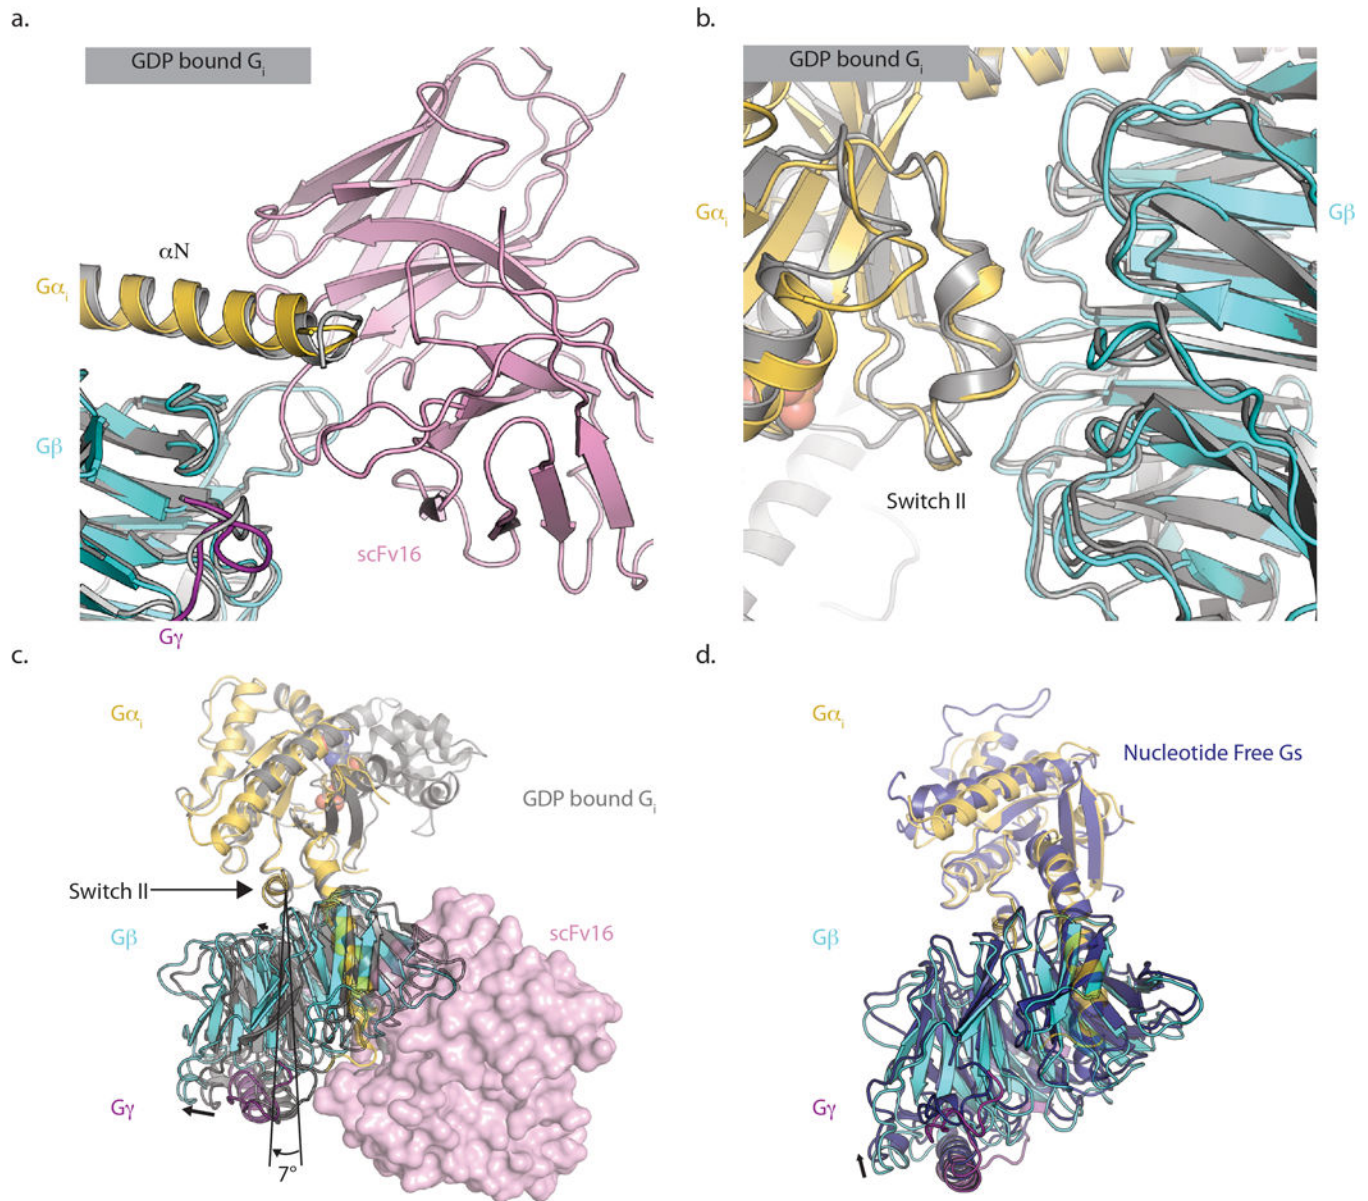 a.
GDP bound Gi
αN
Gαi
Gβ
scFv16
Gγ
b.
GDP bound Gi
Gαi
Gβ
Switch II
c.
Gαi
GDP bound Gi
Switch II
Gβ
scFv16
Gγ
7°
d.
Gαi
Nucleotide Free Gs
Gβ
Gγ